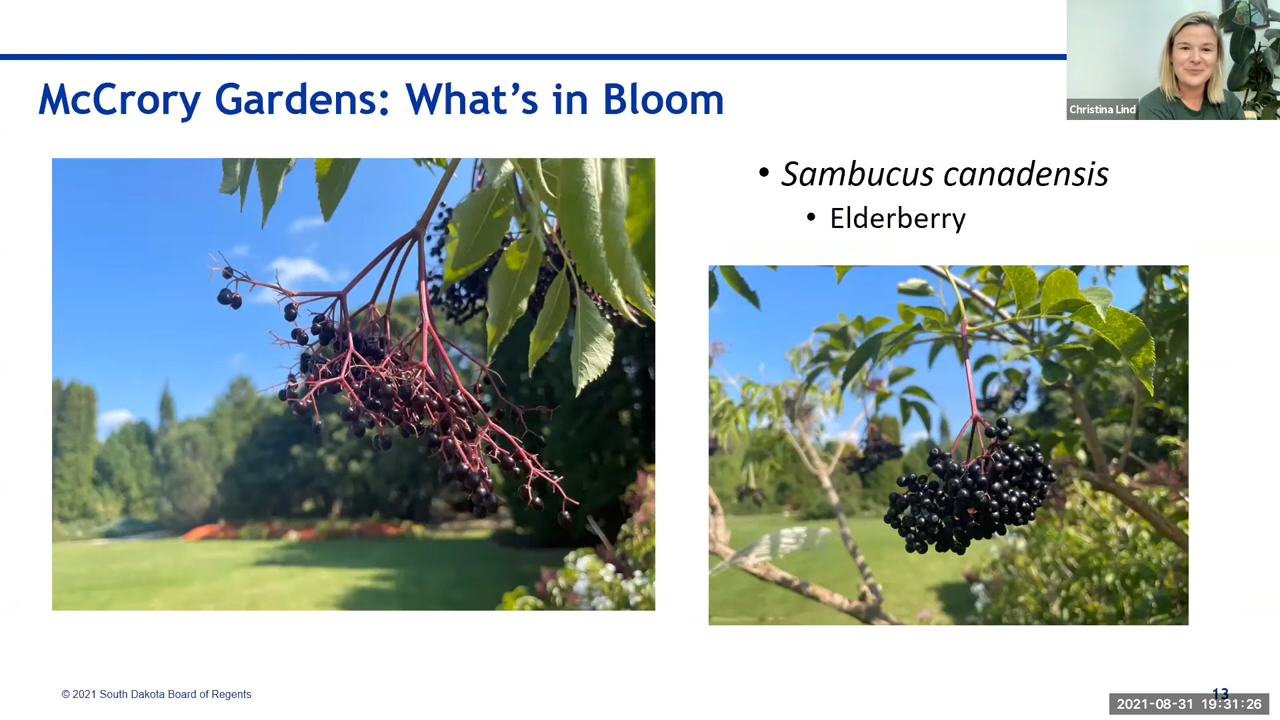 Christina Lind
McCrory Gardens: What's in Bloom
• Sambucus canadensis
• Elderberry
© 2021 South Dakota Board of Regents
13
2021-08-31 19:31:26